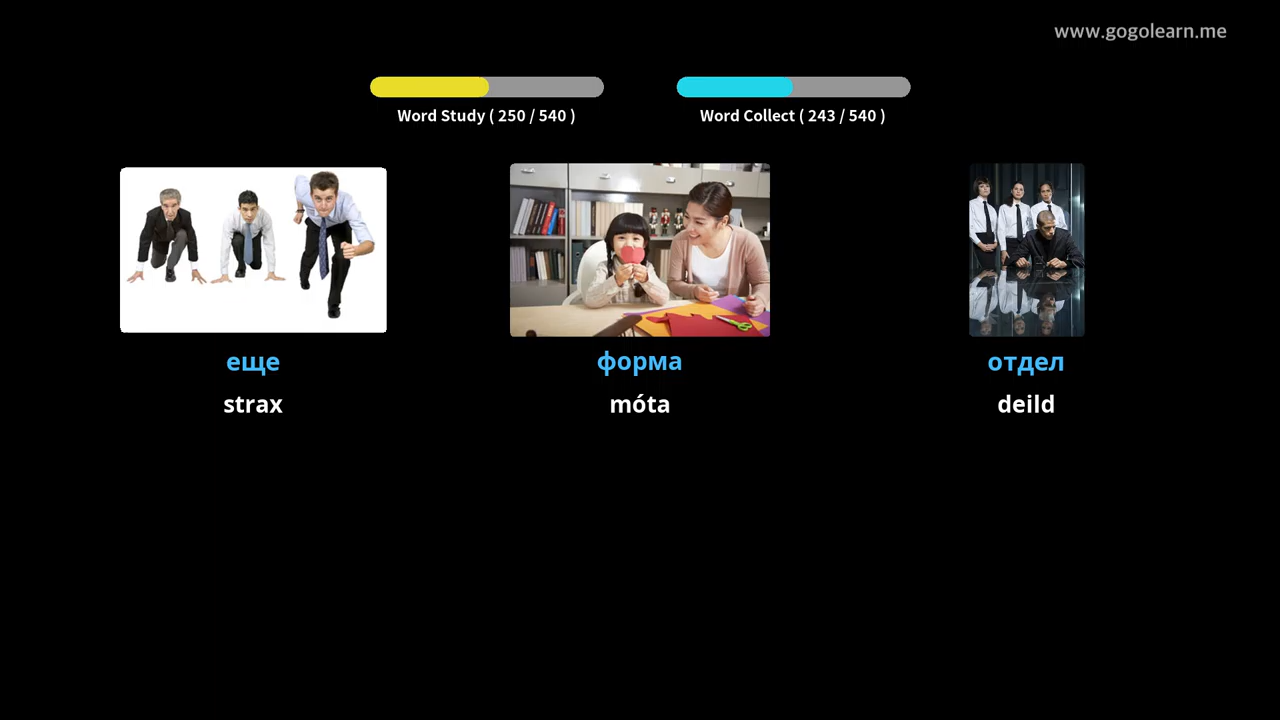 www.gogolearn.me
Word Study ( 250 / 540 )
Word Collect ( 243 / 540 )
еще
форма
отдел
strax
móta
deild